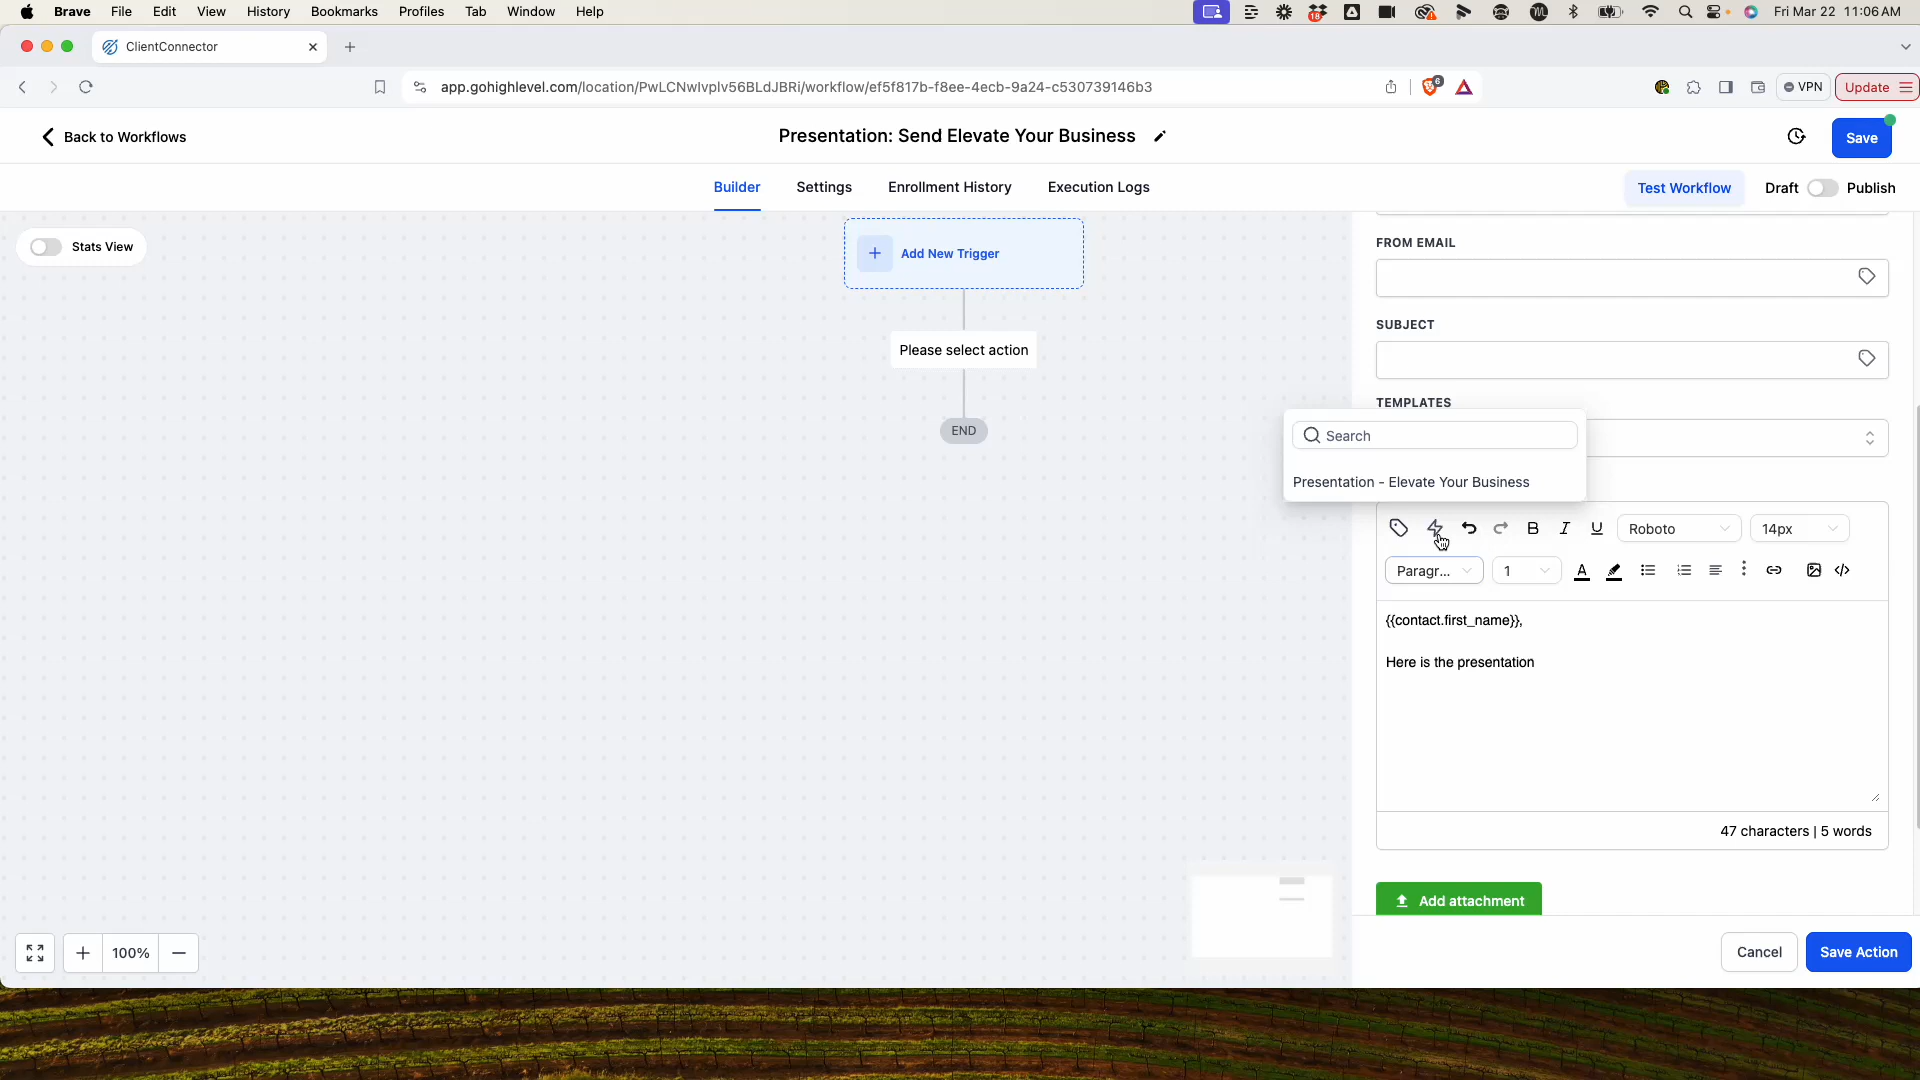 Brave File Edit View History Bookmarks Profiles Tab Window Help 18 Fri Mar 22 11:06 AM
ClientConnector
app.gohighlevel.com/location/PwLCNwlvplv56BLdJBRi/workflow/ef5f817b-f8ee-4ecb-9a24-c530739146b3 6 VPN Update
Back to Workflows Presentation: Send Elevate Your Business Save
Builder Settings Enrollment History Execution Logs Test Workflow Draft Publish
Stats View
Add New Trigger
Please select action
END
100%
FROM EMAIL
SUBJECT
TEMPLATES
Search
Presentation - Elevate Your Business
B I U Roboto 14px
Paragr... 1 A
{{contact.first_name}},
Here is the presentation
47 characters | 5 words
Add attachment
Cancel Save Action